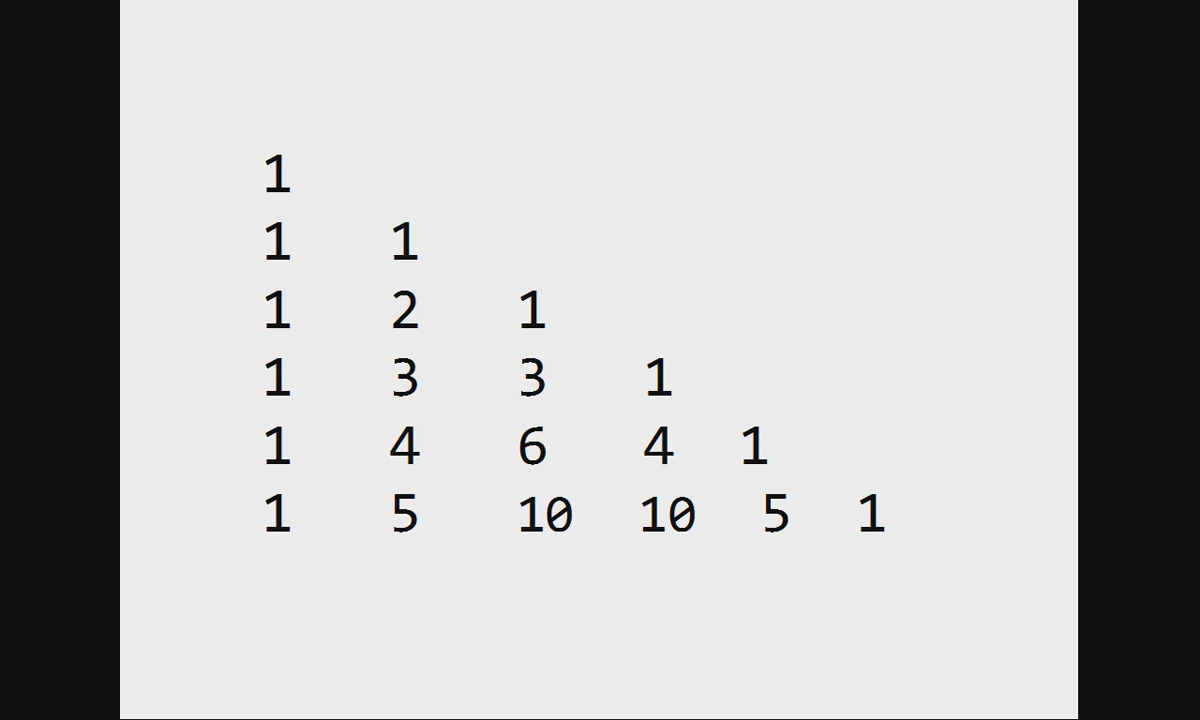 1
1 1
1 2 1
1 3 3 1
1 4 6 4 1
1 5 10 10 5 1